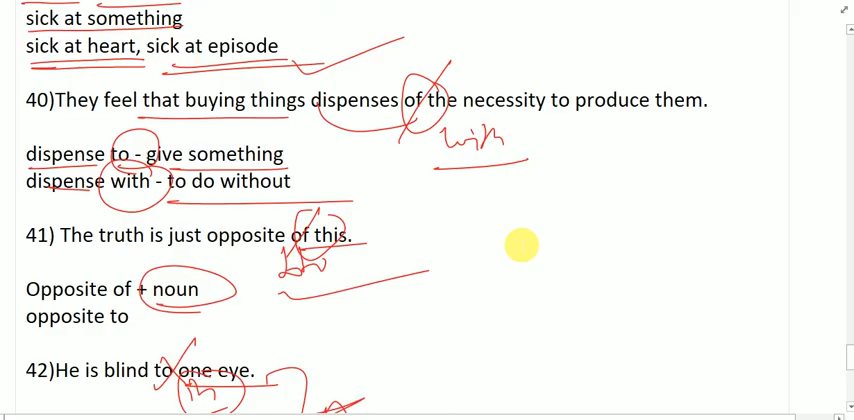 sick at something
sick at heart, sick at episode
40)They feel that buying things dispenses of the necessity to produce them.
with
dispense to - give something
dispense with - to do without
41) The truth is just opposite of this.
to
Opposite of + noun
opposite to
42)He is blind to one eye.
in